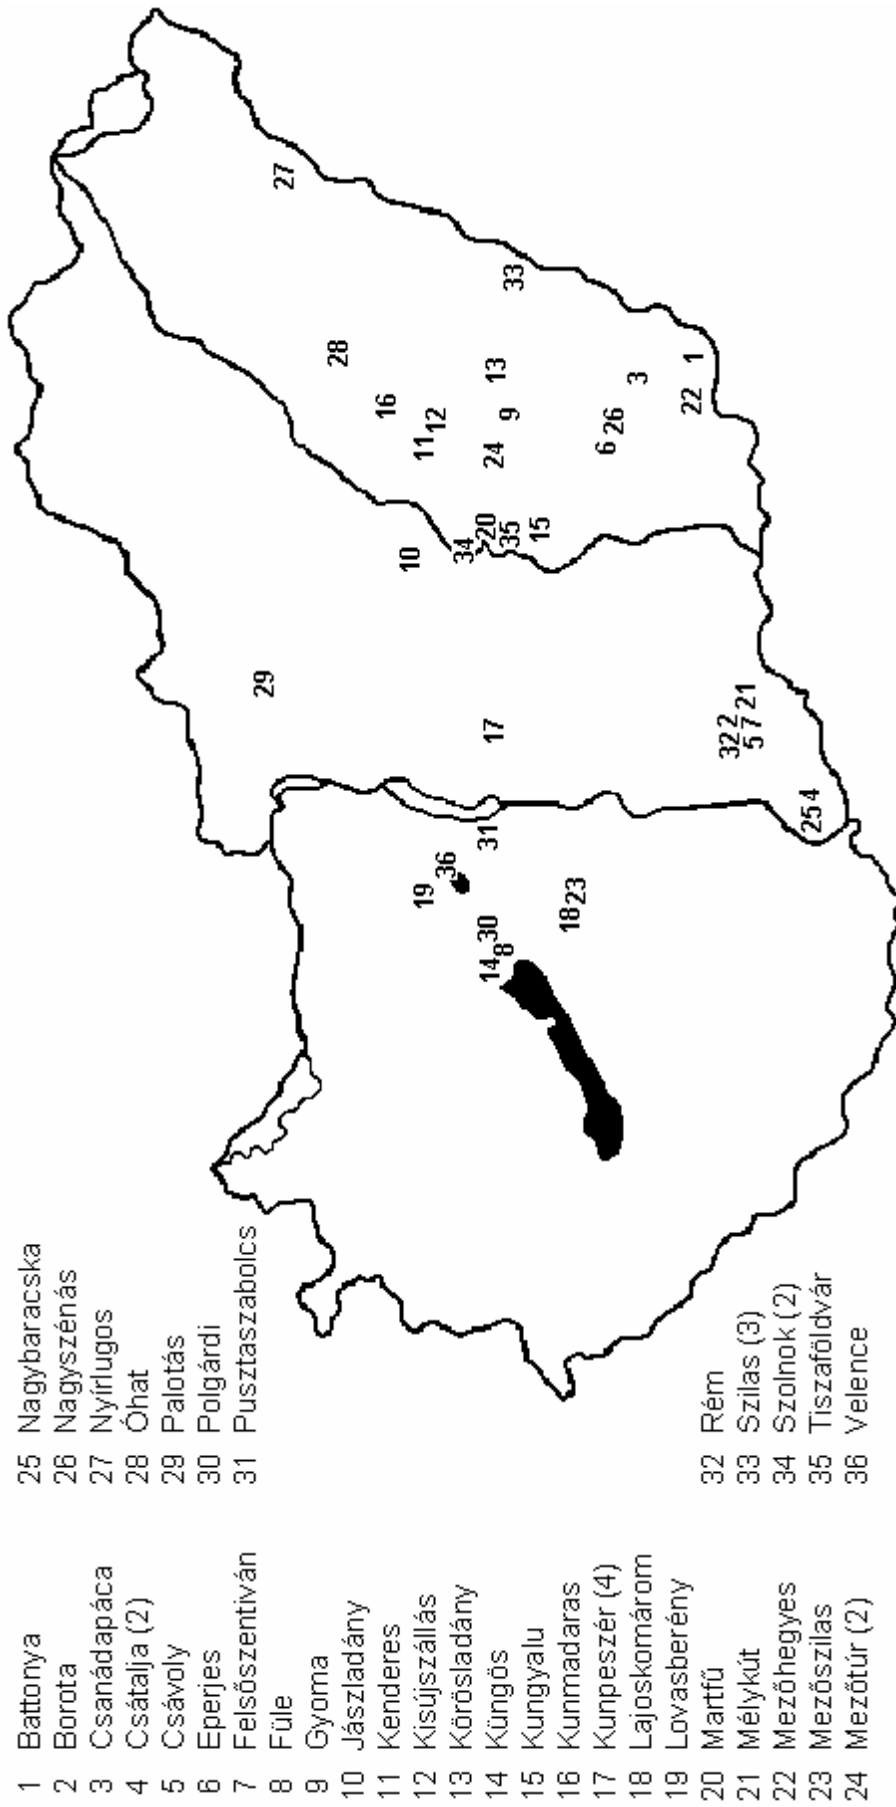 1 Battonya
2 Borota
3 Csanádapáca
4 Csátalja (2)
5 Csávoly
6 Eperjes
7 Felsőszentiván
8 Füle
9 Gyoma
10 Jászladány
11 Kenderes
12 Kisújszállás
13 Körösladány
14 Küngös
15 Kungyalu
16 Kunmadaras
17 Kunpeszér (4)
18 Lajoskomárom
19 Lovasberény
20 Martfű
21 Mélykút
22 Mezőhegyes
23 Mezőszilas
24 Mezőtúr (2)
25 Nagybaracska
26 Nagyszénás
27 Nyírlugos
28 Óhat
29 Palotás
30 Polgárdi
31 Pusztaszabolcs
32 Rém
33 Szilas (3)
34 Szolnok (2)
35 Tiszaföldvár
36 Velence
29
27
28
16
10
19
11
12
36
34
14
30
31
20
17
24
13
8
35
9
33
15
18
23
6
26
3
22
1
32
2
5
7
21
25
4